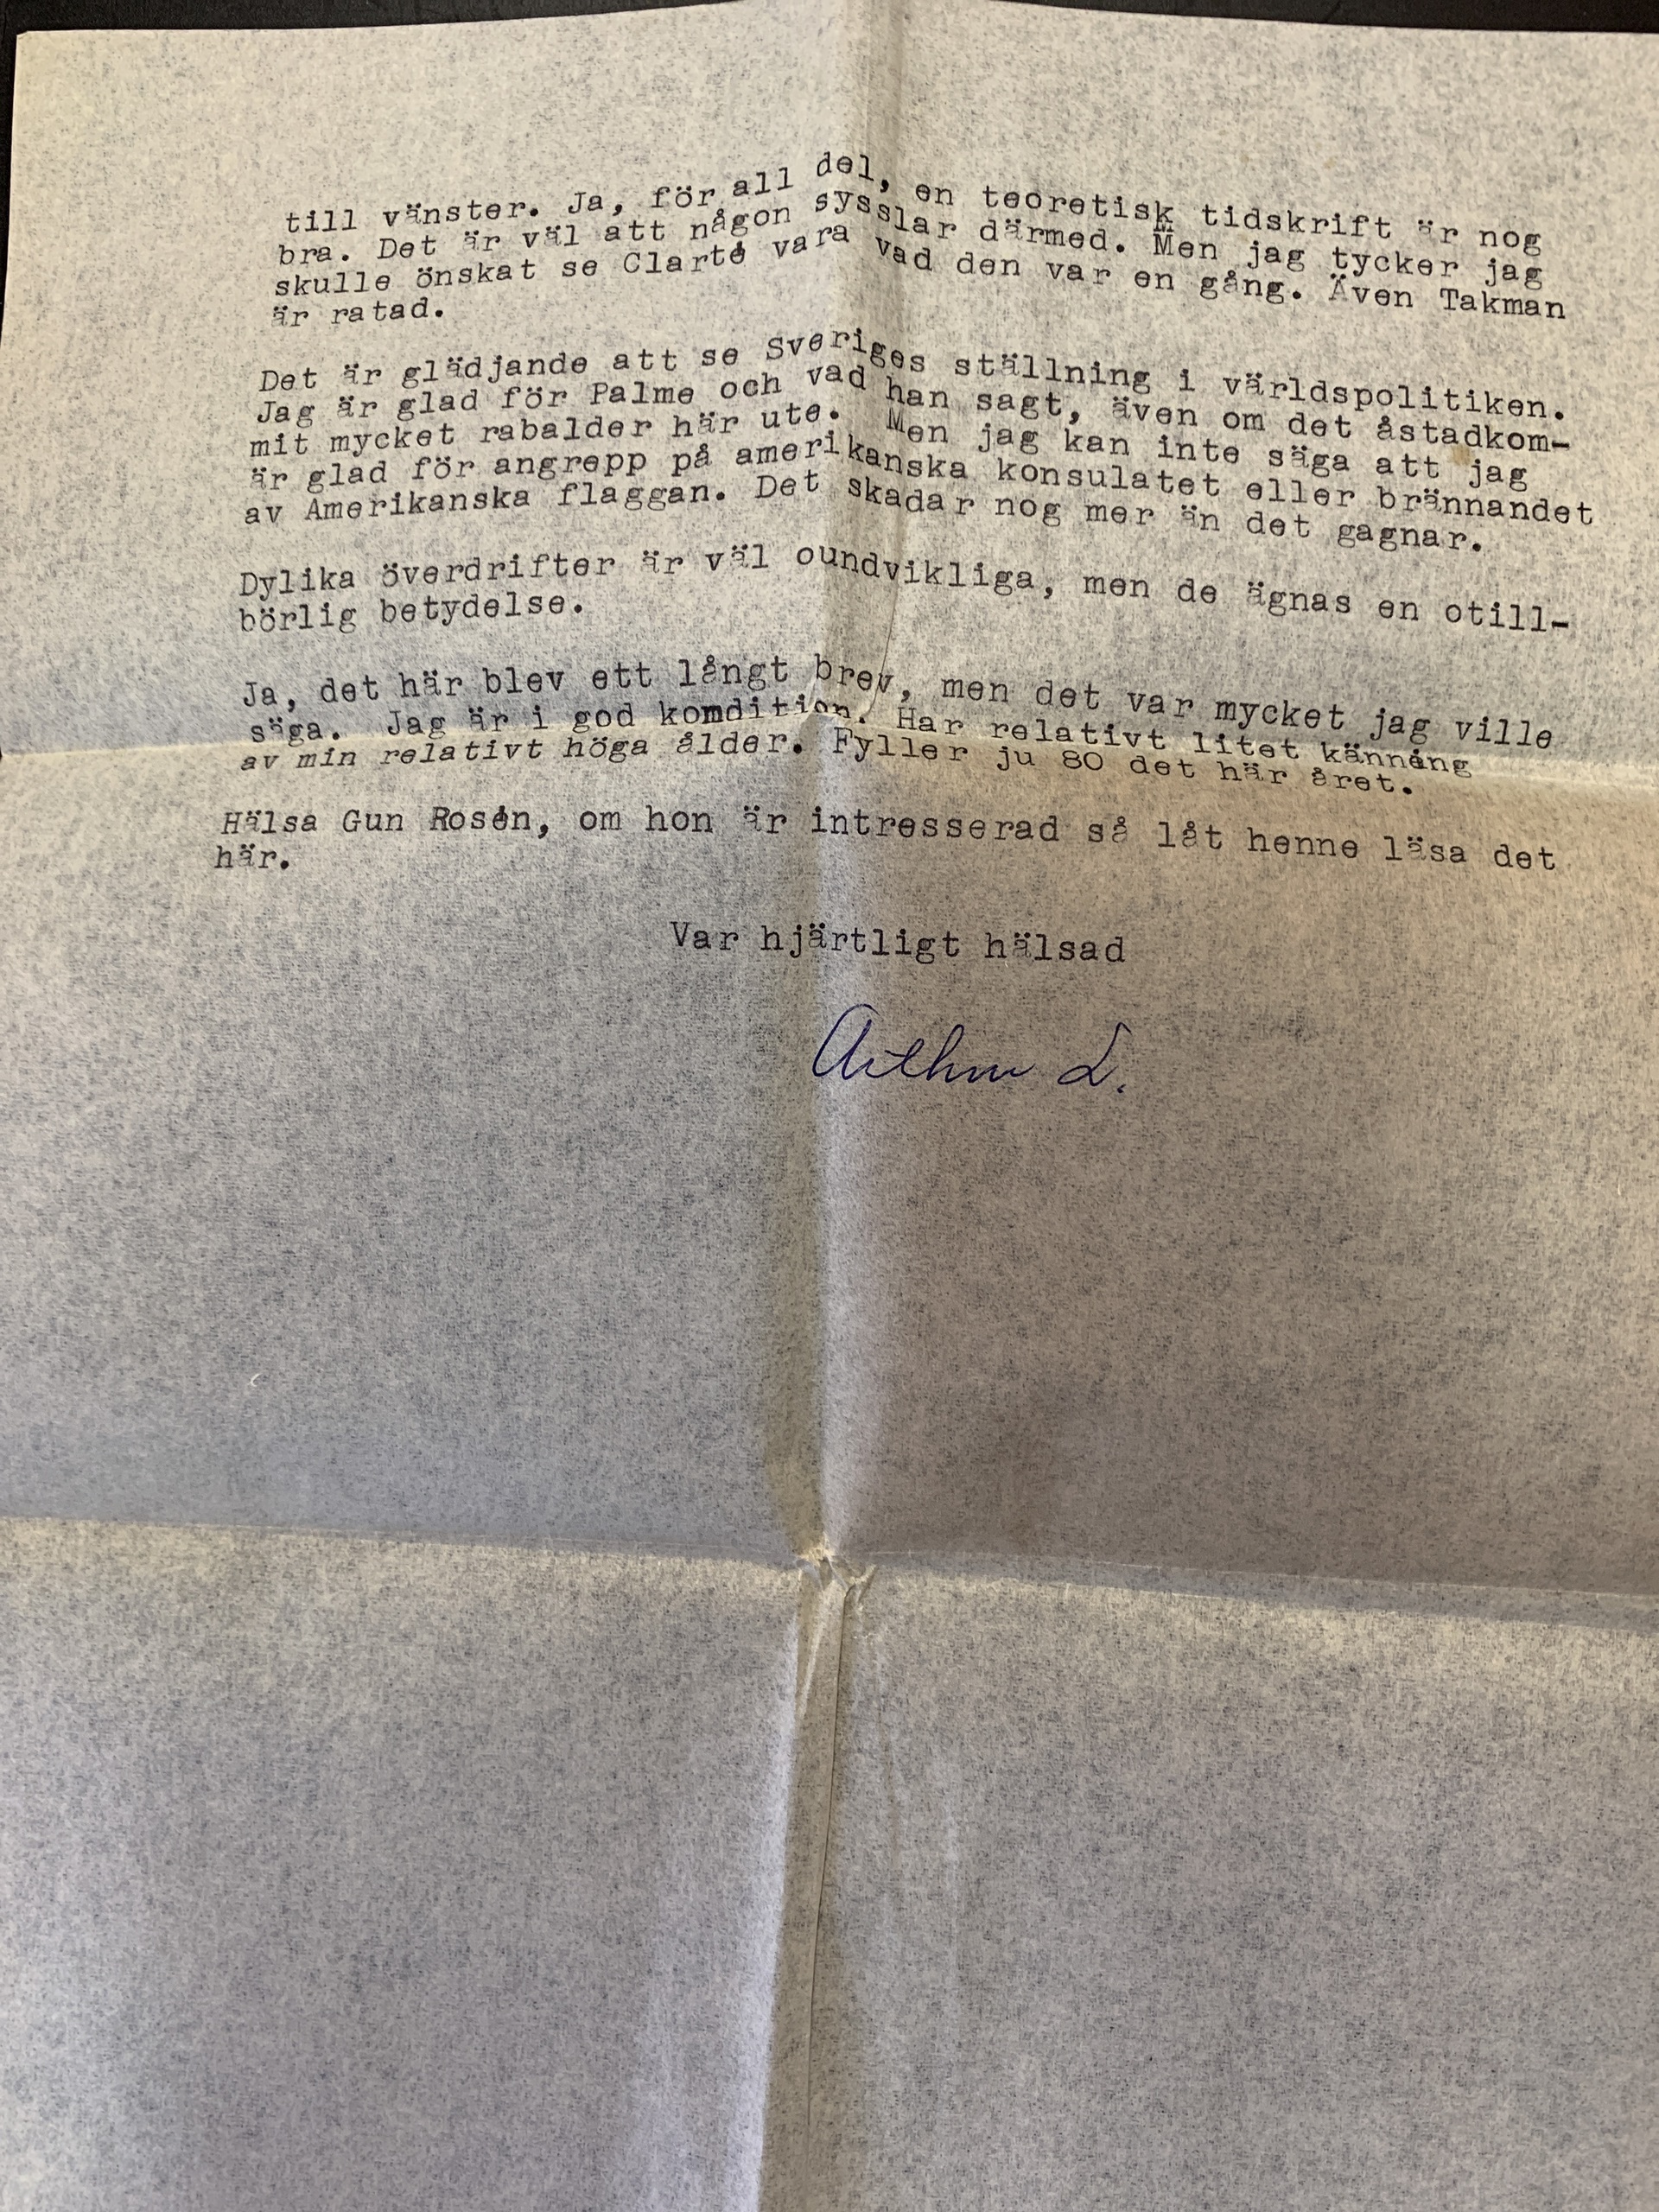 till vänster. Ja, för all del, en teoretisk tidskrift är nog
bra. Det är väl att någon sysslar därmed. Men jag tycker jag
skulle önskat se Clarté vara vad den var en gång. Även Takman
är ratad.
Det är glädjande att se Sveriges ställning i världspolitiken.
Jag är glad för Palme och vad han sagt, även om det åstadkom-
mit mycket rabalder här ute. Men jag kan inte säga att jag
är glad för angrepp på amerikanska konsulatet eller brännandet
av Amerikanska flaggan. Det skadar nog mer än det gagnar.
Dylika överdrifter är väl oundvikliga, men de ägnas en otill-
börlig betydelse.
Ja, det här blev ett långt brev, men det var mycket jag ville
säga. Jag är i god kondition. Har relativt litet känning
av min relativt höga ålder. Fyller ju 80 det här året.
Hälsa Gun Rosén, om hon är intresserad så låt henne läsa det
här.
Var hjärtligt hälsad
Arthur L.